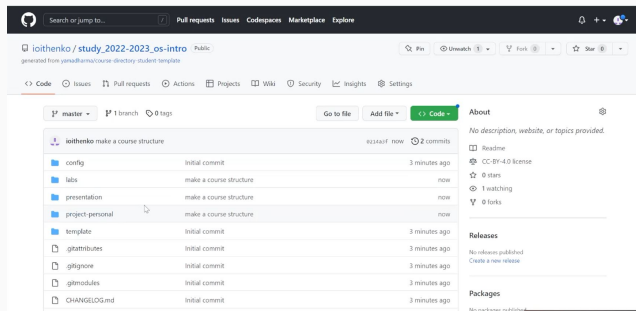 Search or jump to... / Pull requests Issues Codespaces Marketplace Explore
ioithenko / study_2022-2023_os-intro Public
Pin Unwatch 1 Fork 0 Star 0
generated from yamadharma/course-directory-student-template
Code Issues Pull requests Actions Projects Wiki Security Insights Settings
master 1 branch 0 tags Go to file Add file Code
ioithenko make a course structure now 2 commits
config Initial commit 3 minutes ago
labs make a course structure now
presentation make a course structure now
project-personal make a course structure now
template Initial commit 3 minutes ago
.gitattributes Initial commit 3 minutes ago
.gitignore Initial commit 3 minutes ago
.gitmodules Initial commit 3 minutes ago
CHANGELOG.md Initial commit 3 minutes ago
About
No description, website, or topics provided.
Readme
CC-BY-4.0 license
0 stars
1 watching
0 forks
Releases
No releases published
Create a new release
Packages
No packages published